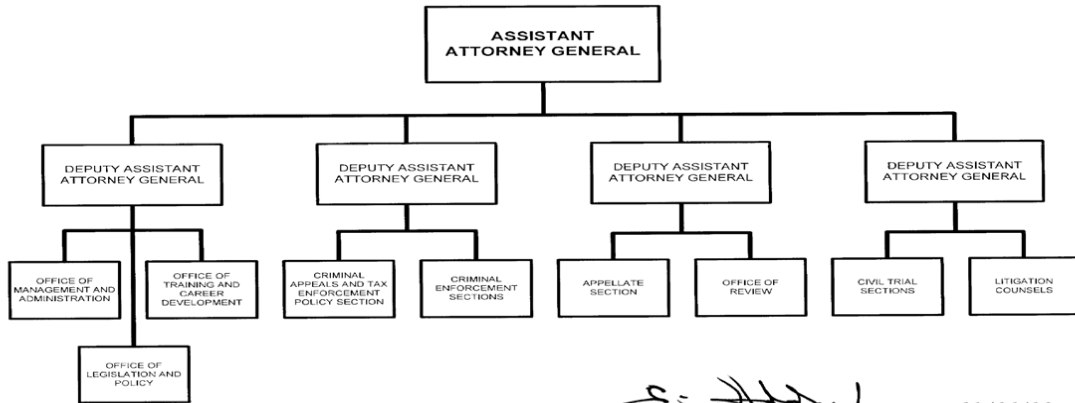 ASSISTANT
ATTORNEY GENERAL
DEPUTY ASSISTANT
ATTORNEY GENERAL
DEPUTY ASSISTANT
ATTORNEY GENERAL
DEPUTY ASSISTANT
ATTORNEY GENERAL
DEPUTY ASSISTANT
ATTORNEY GENERAL
OFFICE OF
MANAGEMENT AND
ADMINISTRATION
OFFICE OF
TRAINING AND
CAREER
DEVELOPMENT
CRIMINAL
APPEALS AND TAX
ENFORCEMENT
POLICY SECTION
CRIMINAL
ENFORCEMENT
SECTIONS
APPELLATE
SECTION
OFFICE OF
REVIEW
CIVIL TRIAL
SECTIONS
LITIGATION
COUNSELS
OFFICE OF
LEGISLATION AND
POLICY